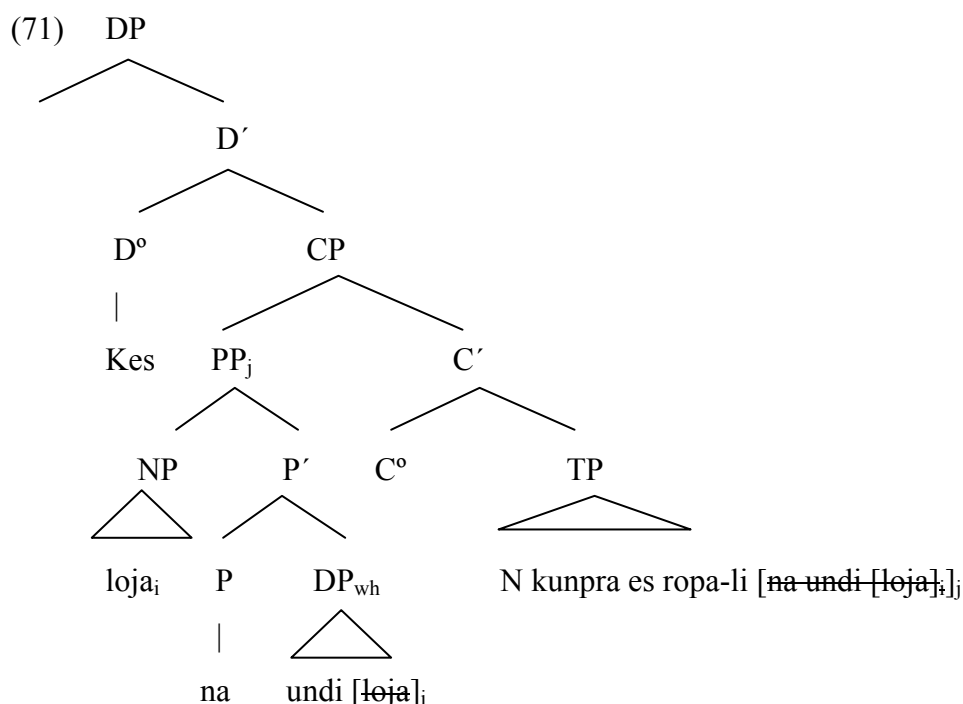 (71) DP
D´
Dº CP
|
Kes PPj C´
NP P´ Cº TP
lojai P DPwh N kunpra es ropa-li [na undi [loja]i]j
|
na undi [loja]i